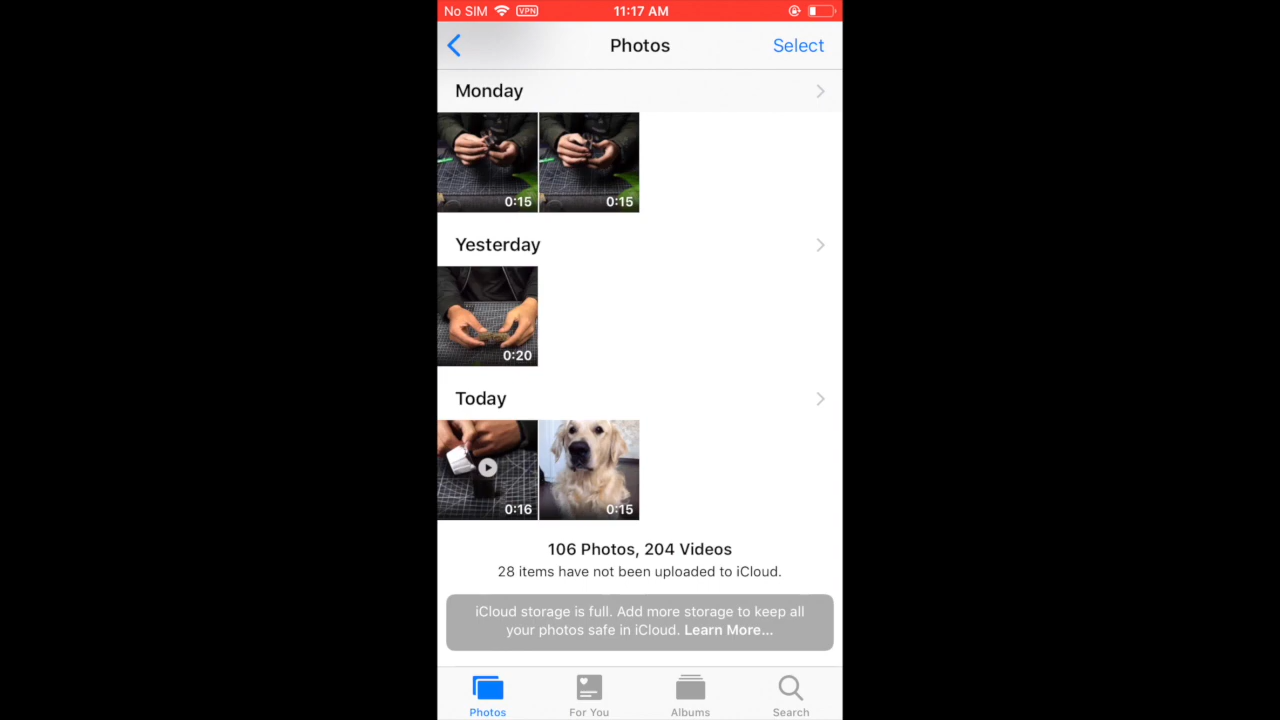 No SIM VPN 11:17 AM
Photos Select
Monday
0:15 0:15
Yesterday
0:20
Today
0:16 0:15
106 Photos, 204 Videos
28 items have not been uploaded to iCloud.
iCloud storage is full. Add more storage to keep all
your photos safe in iCloud. Learn More...
Photos For You Albums Search